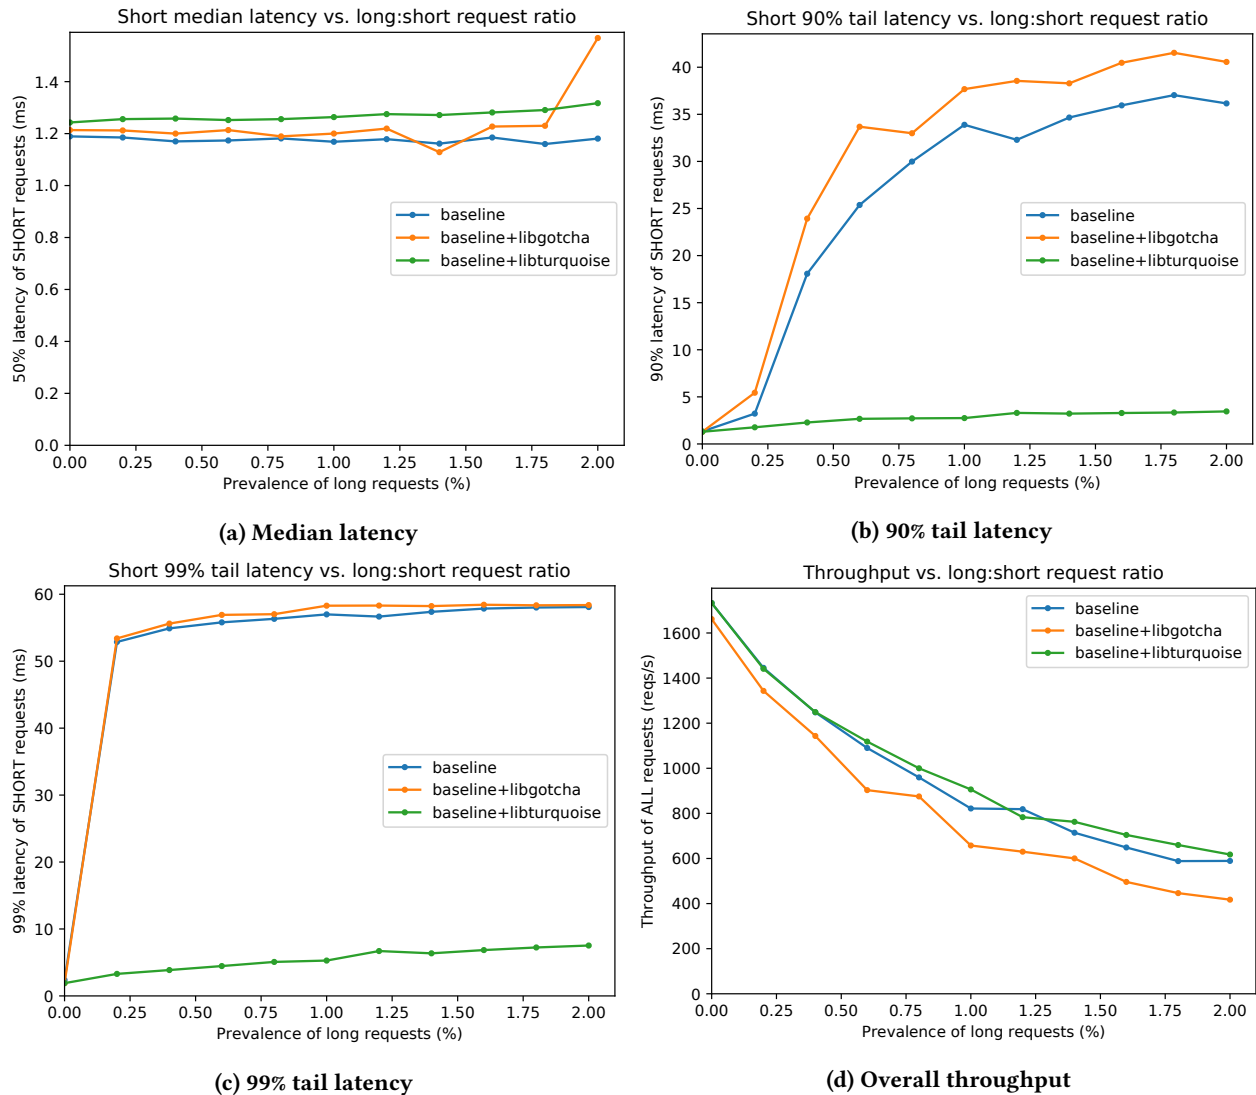 Short median latency vs. long:short request ratio
50% latency of SHORT requests (ms)
1.4
1.2
1.0
0.8
0.6
0.4
0.2
0.0
baseline
baseline+libgotcha
baseline+libturquoise
0.00 0.25 0.50 0.75 1.00 1.25 1.50 1.75 2.00
Prevalence of long requests (%)
(a) Median latency
Short 90% tail latency vs. long:short request ratio
90% latency of SHORT requests (ms)
40
35
30
25
20
15
10
5
0
baseline
baseline+libgotcha
baseline+libturquoise
0.00 0.25 0.50 0.75 1.00 1.25 1.50 1.75 2.00
Prevalence of long requests (%)
(b) 90% tail latency
Short 99% tail latency vs. long:short request ratio
99% latency of SHORT requests (ms)
60
50
40
30
20
10
0
baseline
baseline+libgotcha
baseline+libturquoise
0.00 0.25 0.50 0.75 1.00 1.25 1.50 1.75 2.00
Prevalence of long requests (%)
(c) 99% tail latency
Throughput vs. long:short request ratio
Throughput of ALL requests (reqs/s)
1600
1400
1200
1000
800
600
400
200
0
baseline
baseline+libgotcha
baseline+libturquoise
0.00 0.25 0.50 0.75 1.00 1.25 1.50 1.75 2.00
Prevalence of long requests (%)
(d) Overall throughput